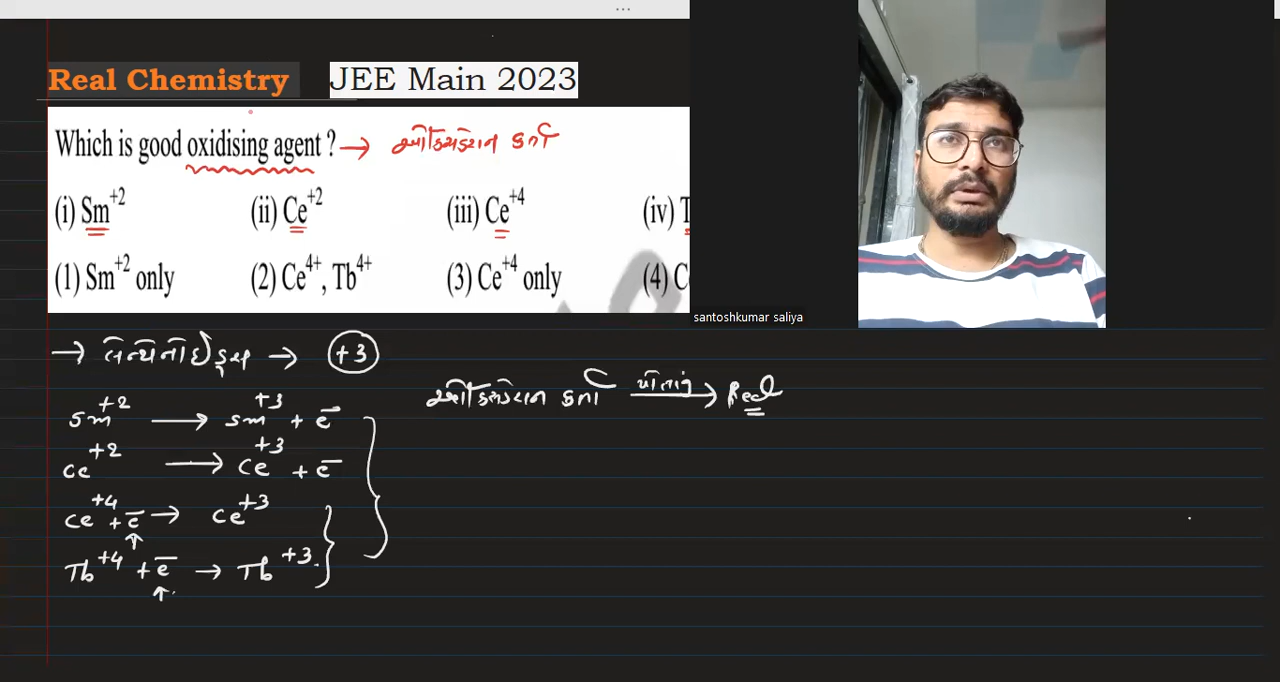 Real Chemistry JEE Main 2023
Which is good oxidising agent ? → ઓક્સિડેશન કર્તા
(i) Sm+2 (ii) Ce+2 (iii) Ce+4 (iv) T
(1) Sm+2 only (2) Ce4+, Tb4+ (3) Ce+4 only (4) C
santoshkumar saliya
→ → +3
Sm+2 → Sm+3 + e-
ઓક્સિડેશન કર્તા પોતાનું → Red
Ce+2 → Ce+3 + e-
Ce+4 + e- → Ce+3
Tb+4 + e- → Tb+3